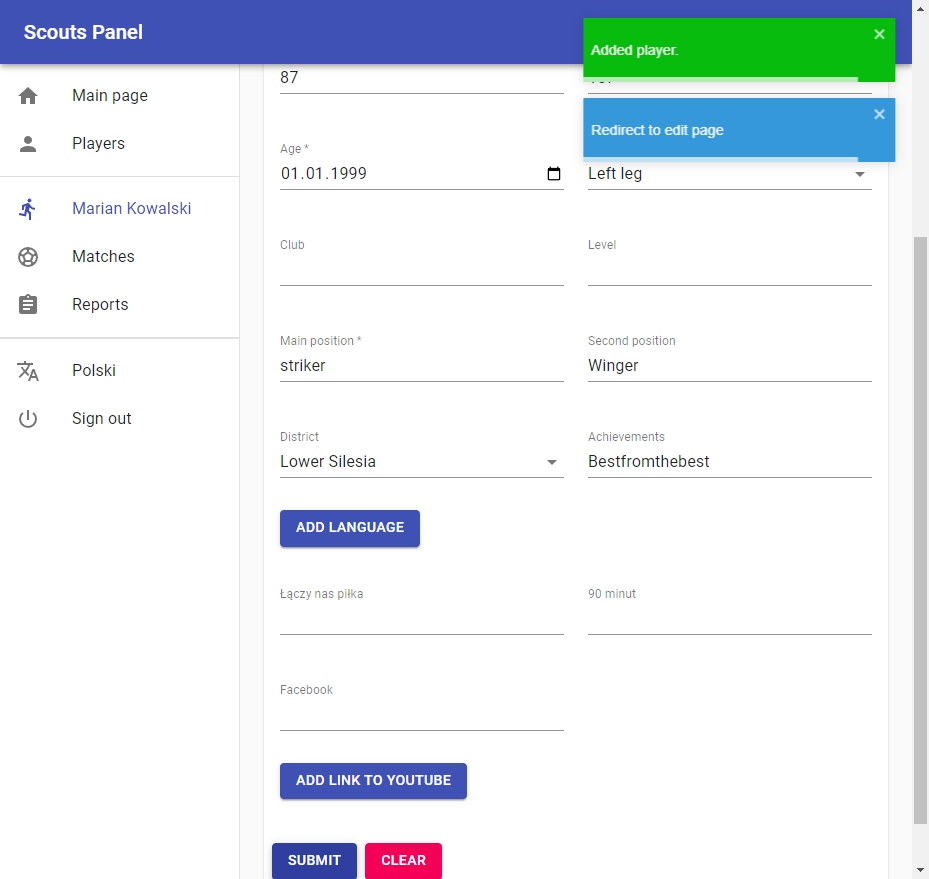 Scouts Panel
Added player.
Redirect to edit page
Main page
Players
Marian Kowalski
Matches
Reports
Polski
Sign out
87
Age *
01.01.1999
Left leg
Club
Level
Main position *
striker
Second position
Winger
District
Lower Silesia
Achievements
Bestfromthebest
ADD LANGUAGE
Łączy nas piłka
90 minut
Facebook
ADD LINK TO YOUTUBE
SUBMIT
CLEAR